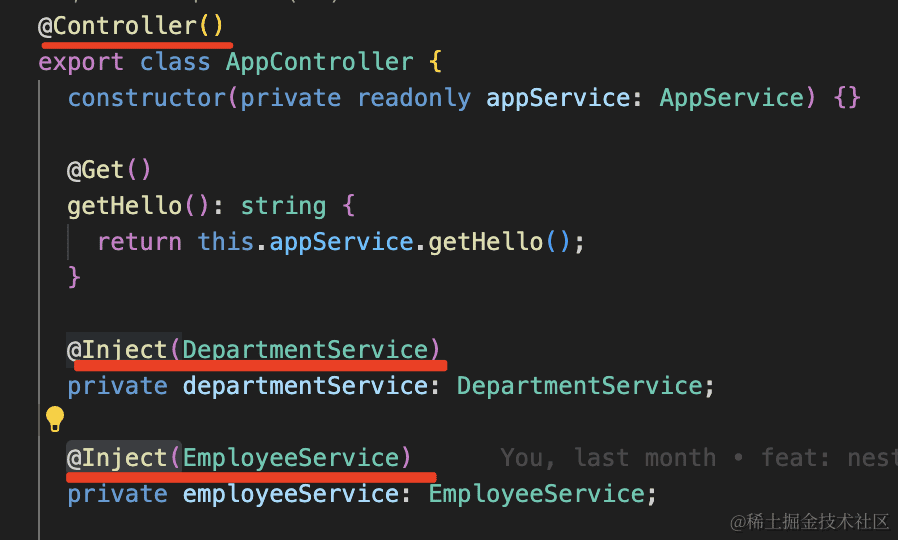 @Controller()
export class AppController {
constructor(private readonly appService: AppService) {}
@Get()
getHello(): string {
return this.appService.getHello();
}
@Inject(DepartmentService)
private departmentService: DepartmentService;
@Inject(EmployeeService) You, last month • feat: nest
private employeeService: EmployeeService;
@稀土掘金技术社区